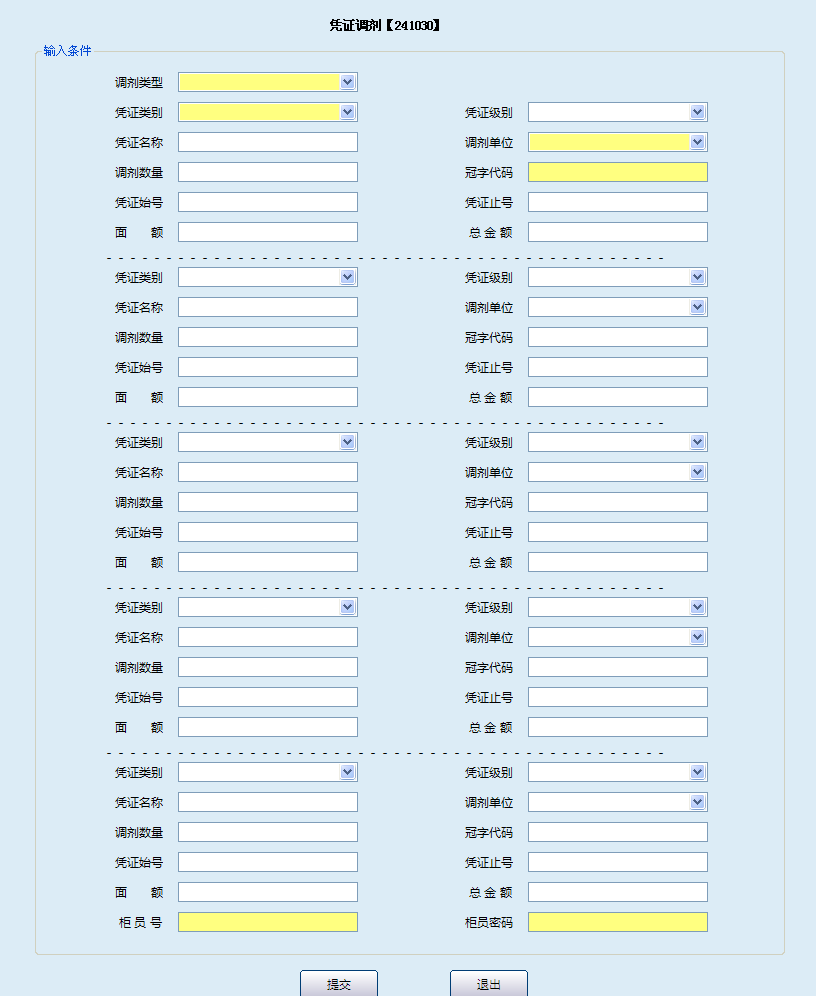 凭证调剂【241030】
输入条件
调剂类型
凭证类别 凭证级别
凭证名称 调剂单位
调剂数量 冠字代码
凭证始号 凭证止号
面 额 总 金 额
- - - - - - - - - - - - - - - - - - - - - - - - - - - - - - - - - - - - - - - - - - - - - - -
凭证类别 凭证级别
凭证名称 调剂单位
调剂数量 冠字代码
凭证始号 凭证止号
面 额 总 金 额
- - - - - - - - - - - - - - - - - - - - - - - - - - - - - - - - - - - - - - - - - - - - - - -
凭证类别 凭证级别
凭证名称 调剂单位
调剂数量 冠字代码
凭证始号 凭证止号
面 额 总 金 额
- - - - - - - - - - - - - - - - - - - - - - - - - - - - - - - - - - - - - - - - - - - - - - -
凭证类别 凭证级别
凭证名称 调剂单位
调剂数量 冠字代码
凭证始号 凭证止号
面 额 总 金 额
- - - - - - - - - - - - - - - - - - - - - - - - - - - - - - - - - - - - - - - - - - - - - - -
凭证类别 凭证级别
凭证名称 调剂单位
调剂数量 冠字代码
凭证始号 凭证止号
面 额 总 金 额
柜 员 号 柜员密码
提交 退出